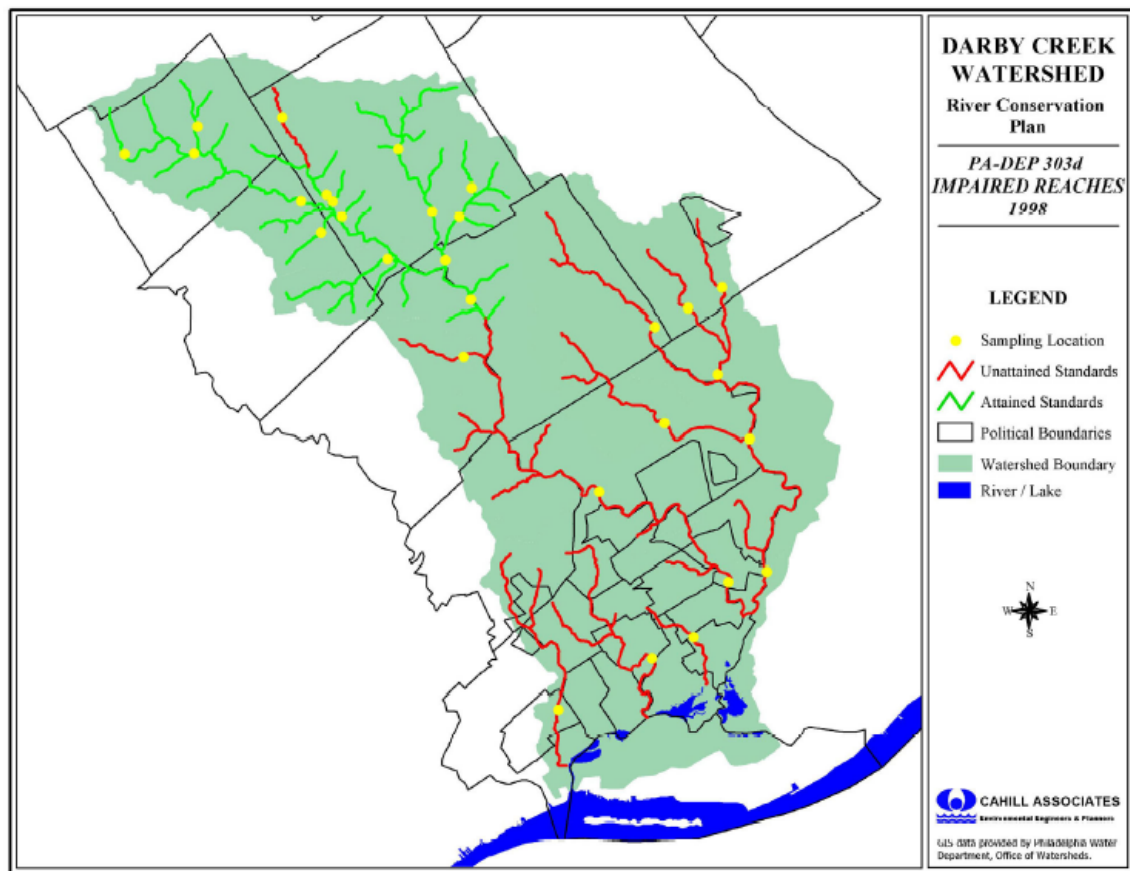 DARBY CREEK
WATERSHED
River Conservation
Plan
PA-DEP 303d
IMPAIRED REACHES
1998
LEGEND
Sampling Location
Unattained Standards
Attained Standards
Political Boundaries
Watershed Boundary
River / Lake
N
W E
S
CAHILL ASSOCIATES
Environmental Engineers & Planners
GIS data provided by Philadelphia Water
Department, Office of Watersheds.